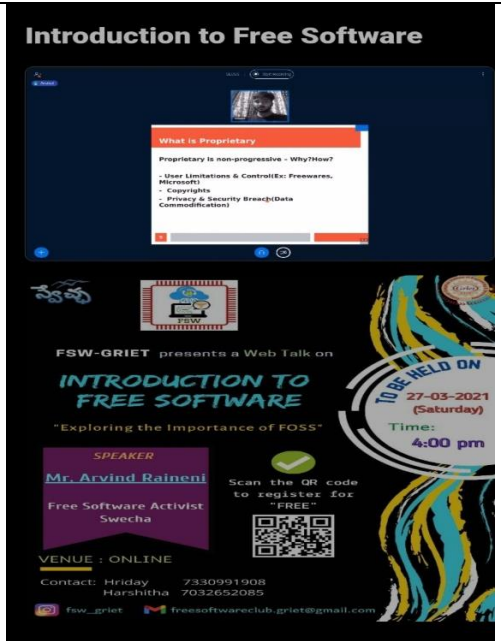 Introduction to Free Software
What is Proprietary
Proprietary is non-progressive - Why?How?
- User Limitations & Control(Ex: Freewares,
Microsoft)
- Copyrights
- Privacy & Security Breach(Data
Commodification)
స్వేచ్ఛ
FSW
FSW-GRIET presents a Web Talk on
INTRODUCTION TO
FREE SOFTWARE
"Exploring the Importance of FOSS"
TO BE HELD ON
27-03-2021
(Saturday)
Time:
4:00 pm
SPEAKER
Mr. Arvind Raineni
Free Software Activist
Swecha
Scan the QR code
to register for
"FREE"
VENUE : ONLINE
Contact: Hriday 7330991908
Harshitha 7032652085
fsw_griet freesoftwareclub.griet@gmail.com